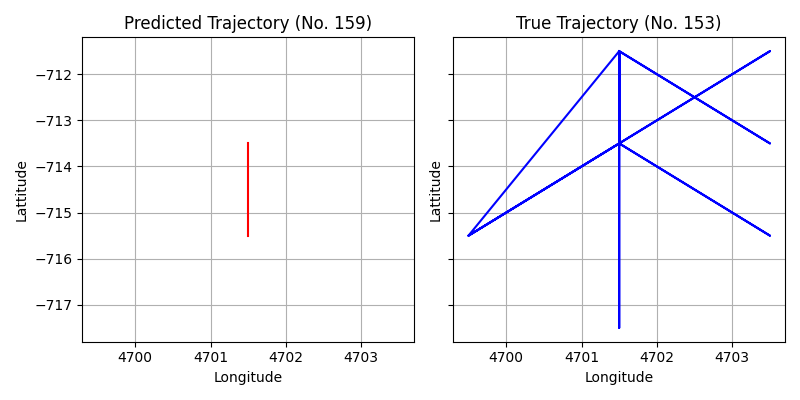 Predicted Trajectory (No. 159)
True Trajectory (No. 153)
Lattitude
−712
−713
−714
−715
−716
−717
4700
4701
4702
4703
Longitude
Lattitude
4700
4701
4702
4703
Longitude